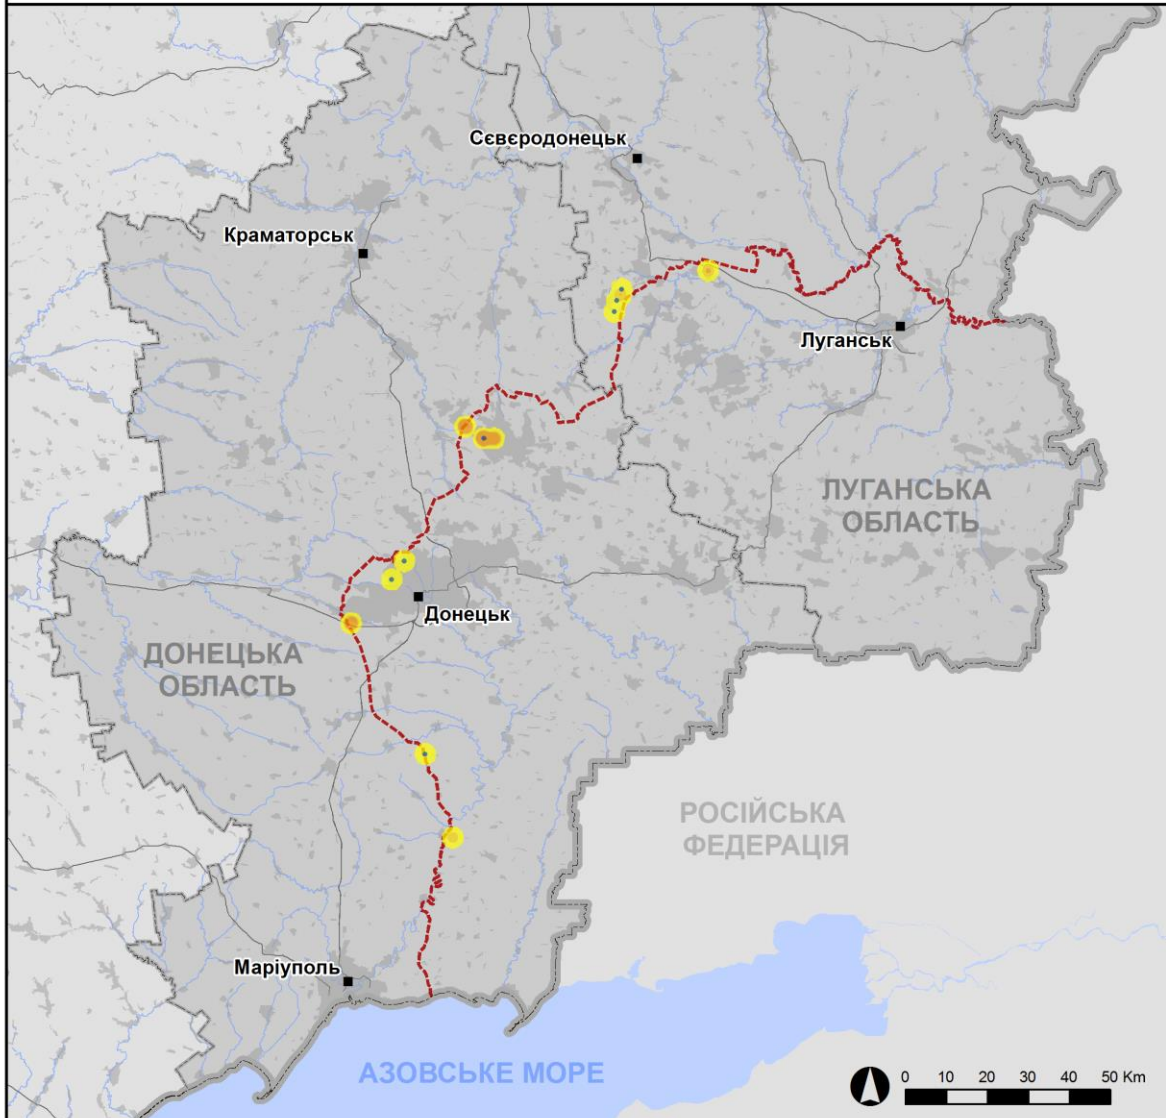 Сєвєродонецьк
Краматорськ
Луганськ
ЛУГАНСЬКА
ОБЛАСТЬ
Донецьк
ДОНЕЦЬКА
ОБЛАСТЬ
РОСІЙСЬКА
ФЕДЕРАЦІЯ
Маріуполь
АЗОВСЬКЕ МОРЕ
0 10 20 30 40 50 Km